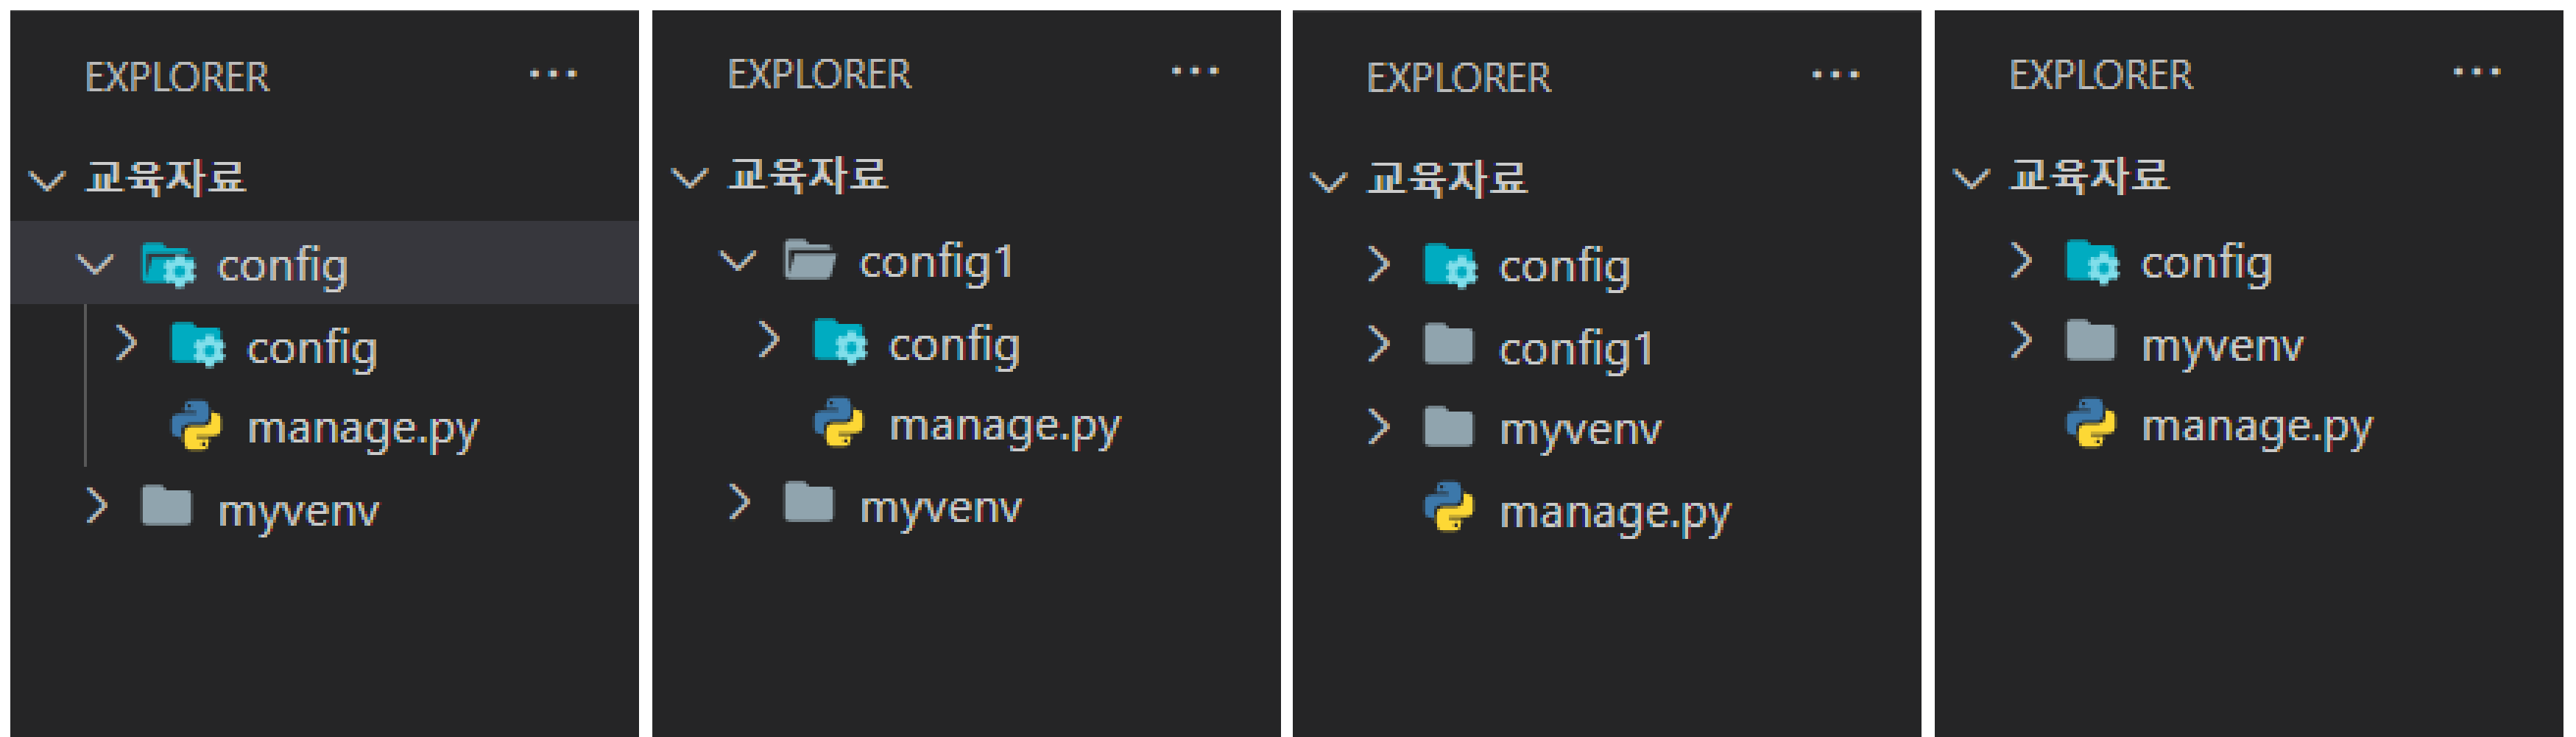 EXPLORER ...
교육자료
config
config
manage.py
myvenv
EXPLORER ...
교육자료
config1
config
manage.py
myvenv
EXPLORER ...
교육자료
config
config1
myvenv
manage.py
EXPLORER ...
교육자료
config
myvenv
manage.py